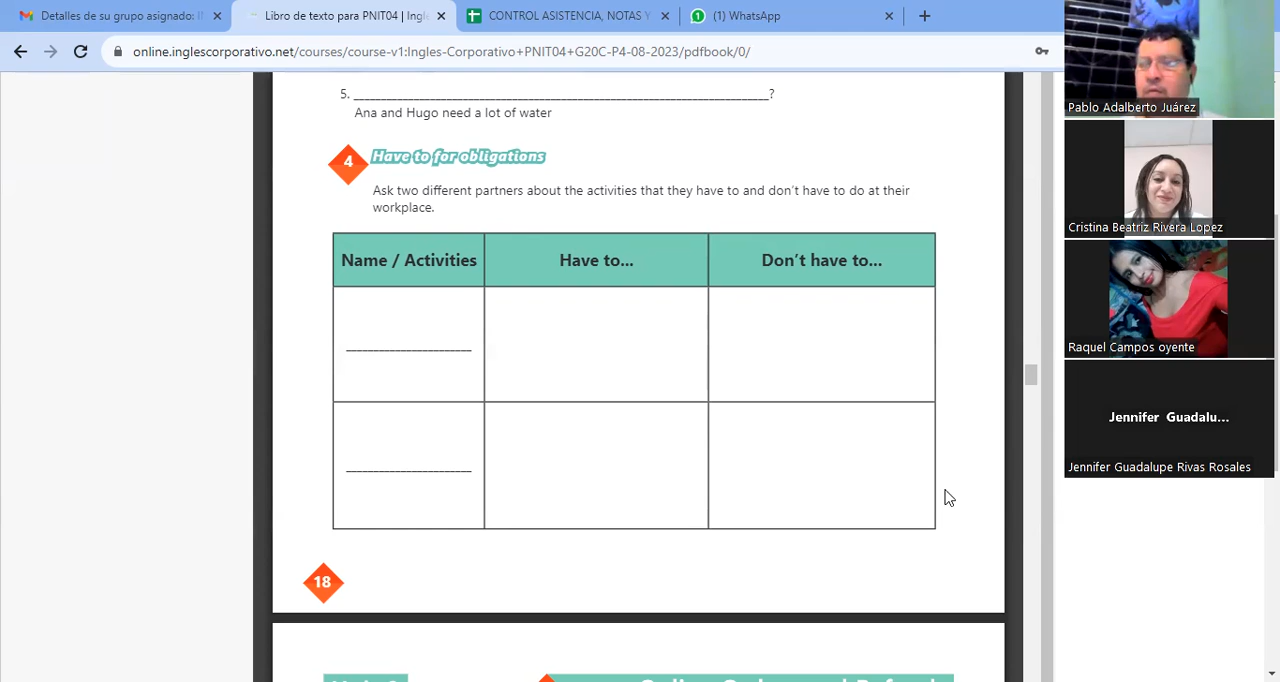 Detalles de su grupo asignado: I
Libro de texto para PNIT04 | Ingl
CONTROL ASISTENCIA, NOTAS Y
(1) WhatsApp
online.inglescorporativo.net/courses/course-v1:Ingles-Corporativo+PNIT04+G20C-P4-08-2023/pdfbook/0/
5. ___?
Ana and Hugo need a lot of water
4 Have to for obligations
Ask two different partners about the activities that they have to and don't have to do at their
workplace.
Name / Activities Have to... Don't have to...
18
Pablo Adalberto Juárez
Cristina Beatriz Rivera Lopez
Raquel Campos oyente
Jennifer Guadalu...
Jennifer Guadalupe Rivas Rosales